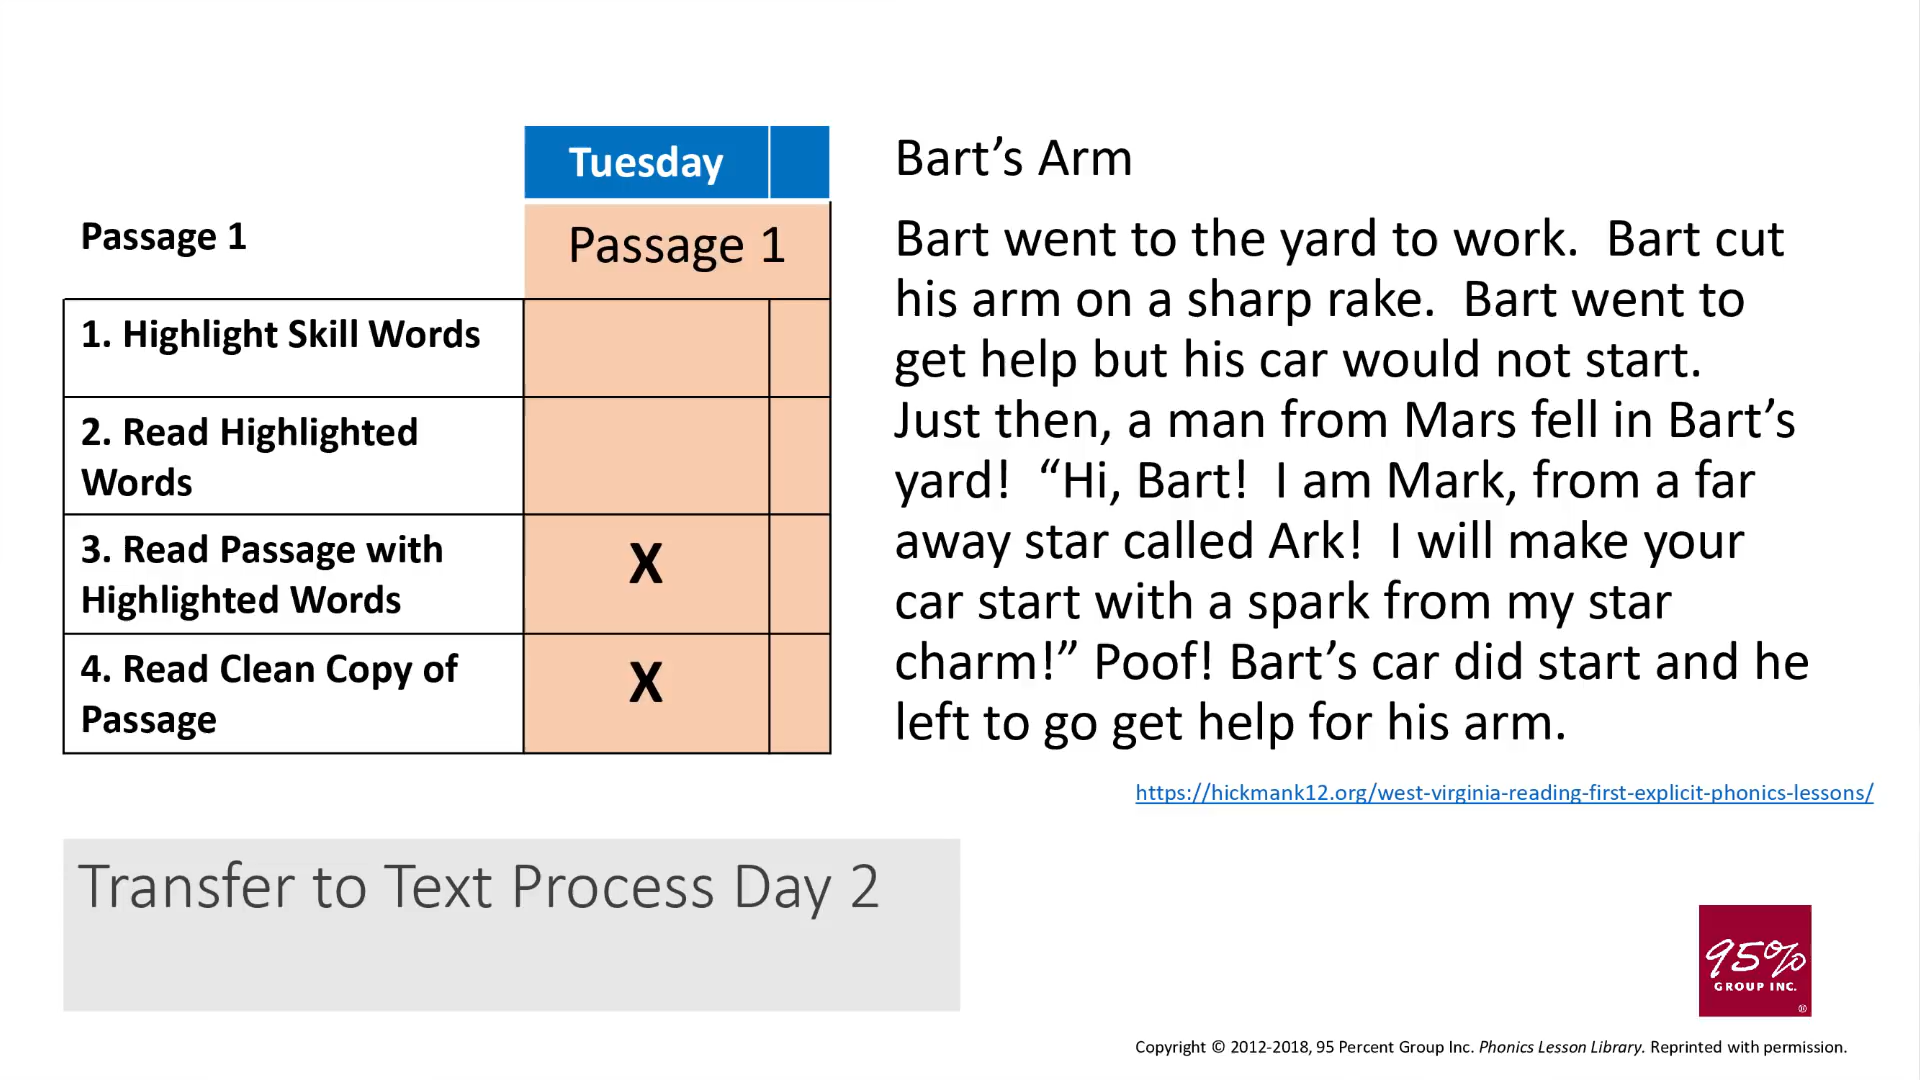 Tuesday
Passage 1
Passage 1
1. Highlight Skill Words
2. Read Highlighted
Words
3. Read Passage with
Highlighted Words
X
4. Read Clean Copy of
Passage
X
Bart’s Arm
Bart went to the yard to work.  Bart cut
his arm on a sharp rake.  Bart went to
get help but his car would not start.
Just then, a man from Mars fell in Bart’s
yard!  “Hi, Bart!  I am Mark, from a far
away star called Ark!  I will make your
car start with a spark from my star
charm!” Poof! Bart’s car did start and he
left to go get help for his arm.
https://hickmank12.org/west-virginia-reading-first-explicit-phonics-lessons/
Transfer to Text Process Day 2
95%
GROUP INC.
®
Copyright © 2012-2018, 95 Percent Group Inc. Phonics Lesson Library. Reprinted with permission.